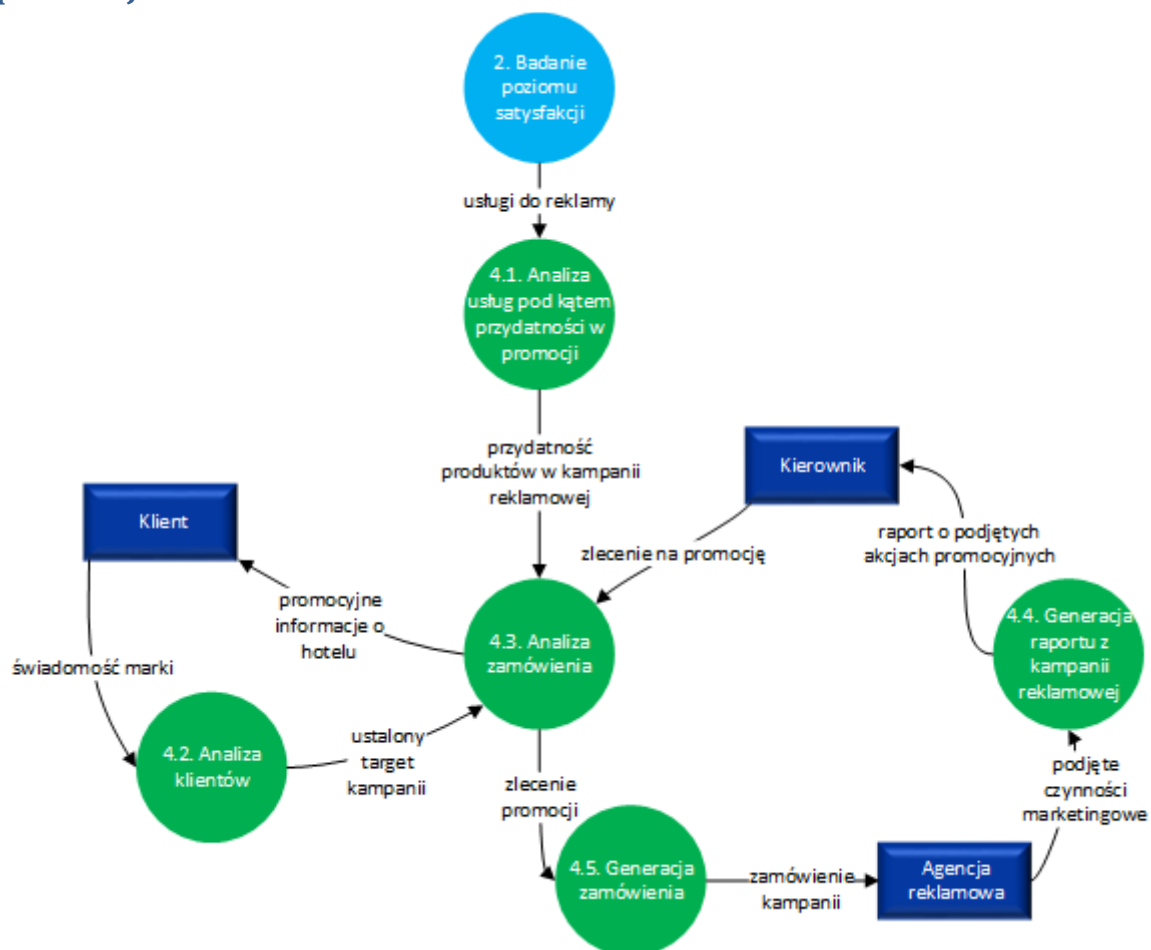 2. Badanie
poziomu
satysfakcji
usługi do reklamy
4.1. Analiza
usług pod kątem
przydatności w
promocji
przydatność
produktów w kampanii
reklamowej
Kierownik
Klient
zlecenie na promocję
raport o podjętych
akcjach promocyjnych
promocyjne
informacje o
hotelu
4.3. Analiza
zamówienia
4.4. Generacja
raportu z
kampanii
reklamowej
świadomość marki
4.2. Analiza
klientów
ustalony
target
kampanii
zlecenie
promocji
podjęte
czynności
marketingowe
4.5. Generacja
zamówienia
zamówienie
kampanii
Agencja
reklamowa